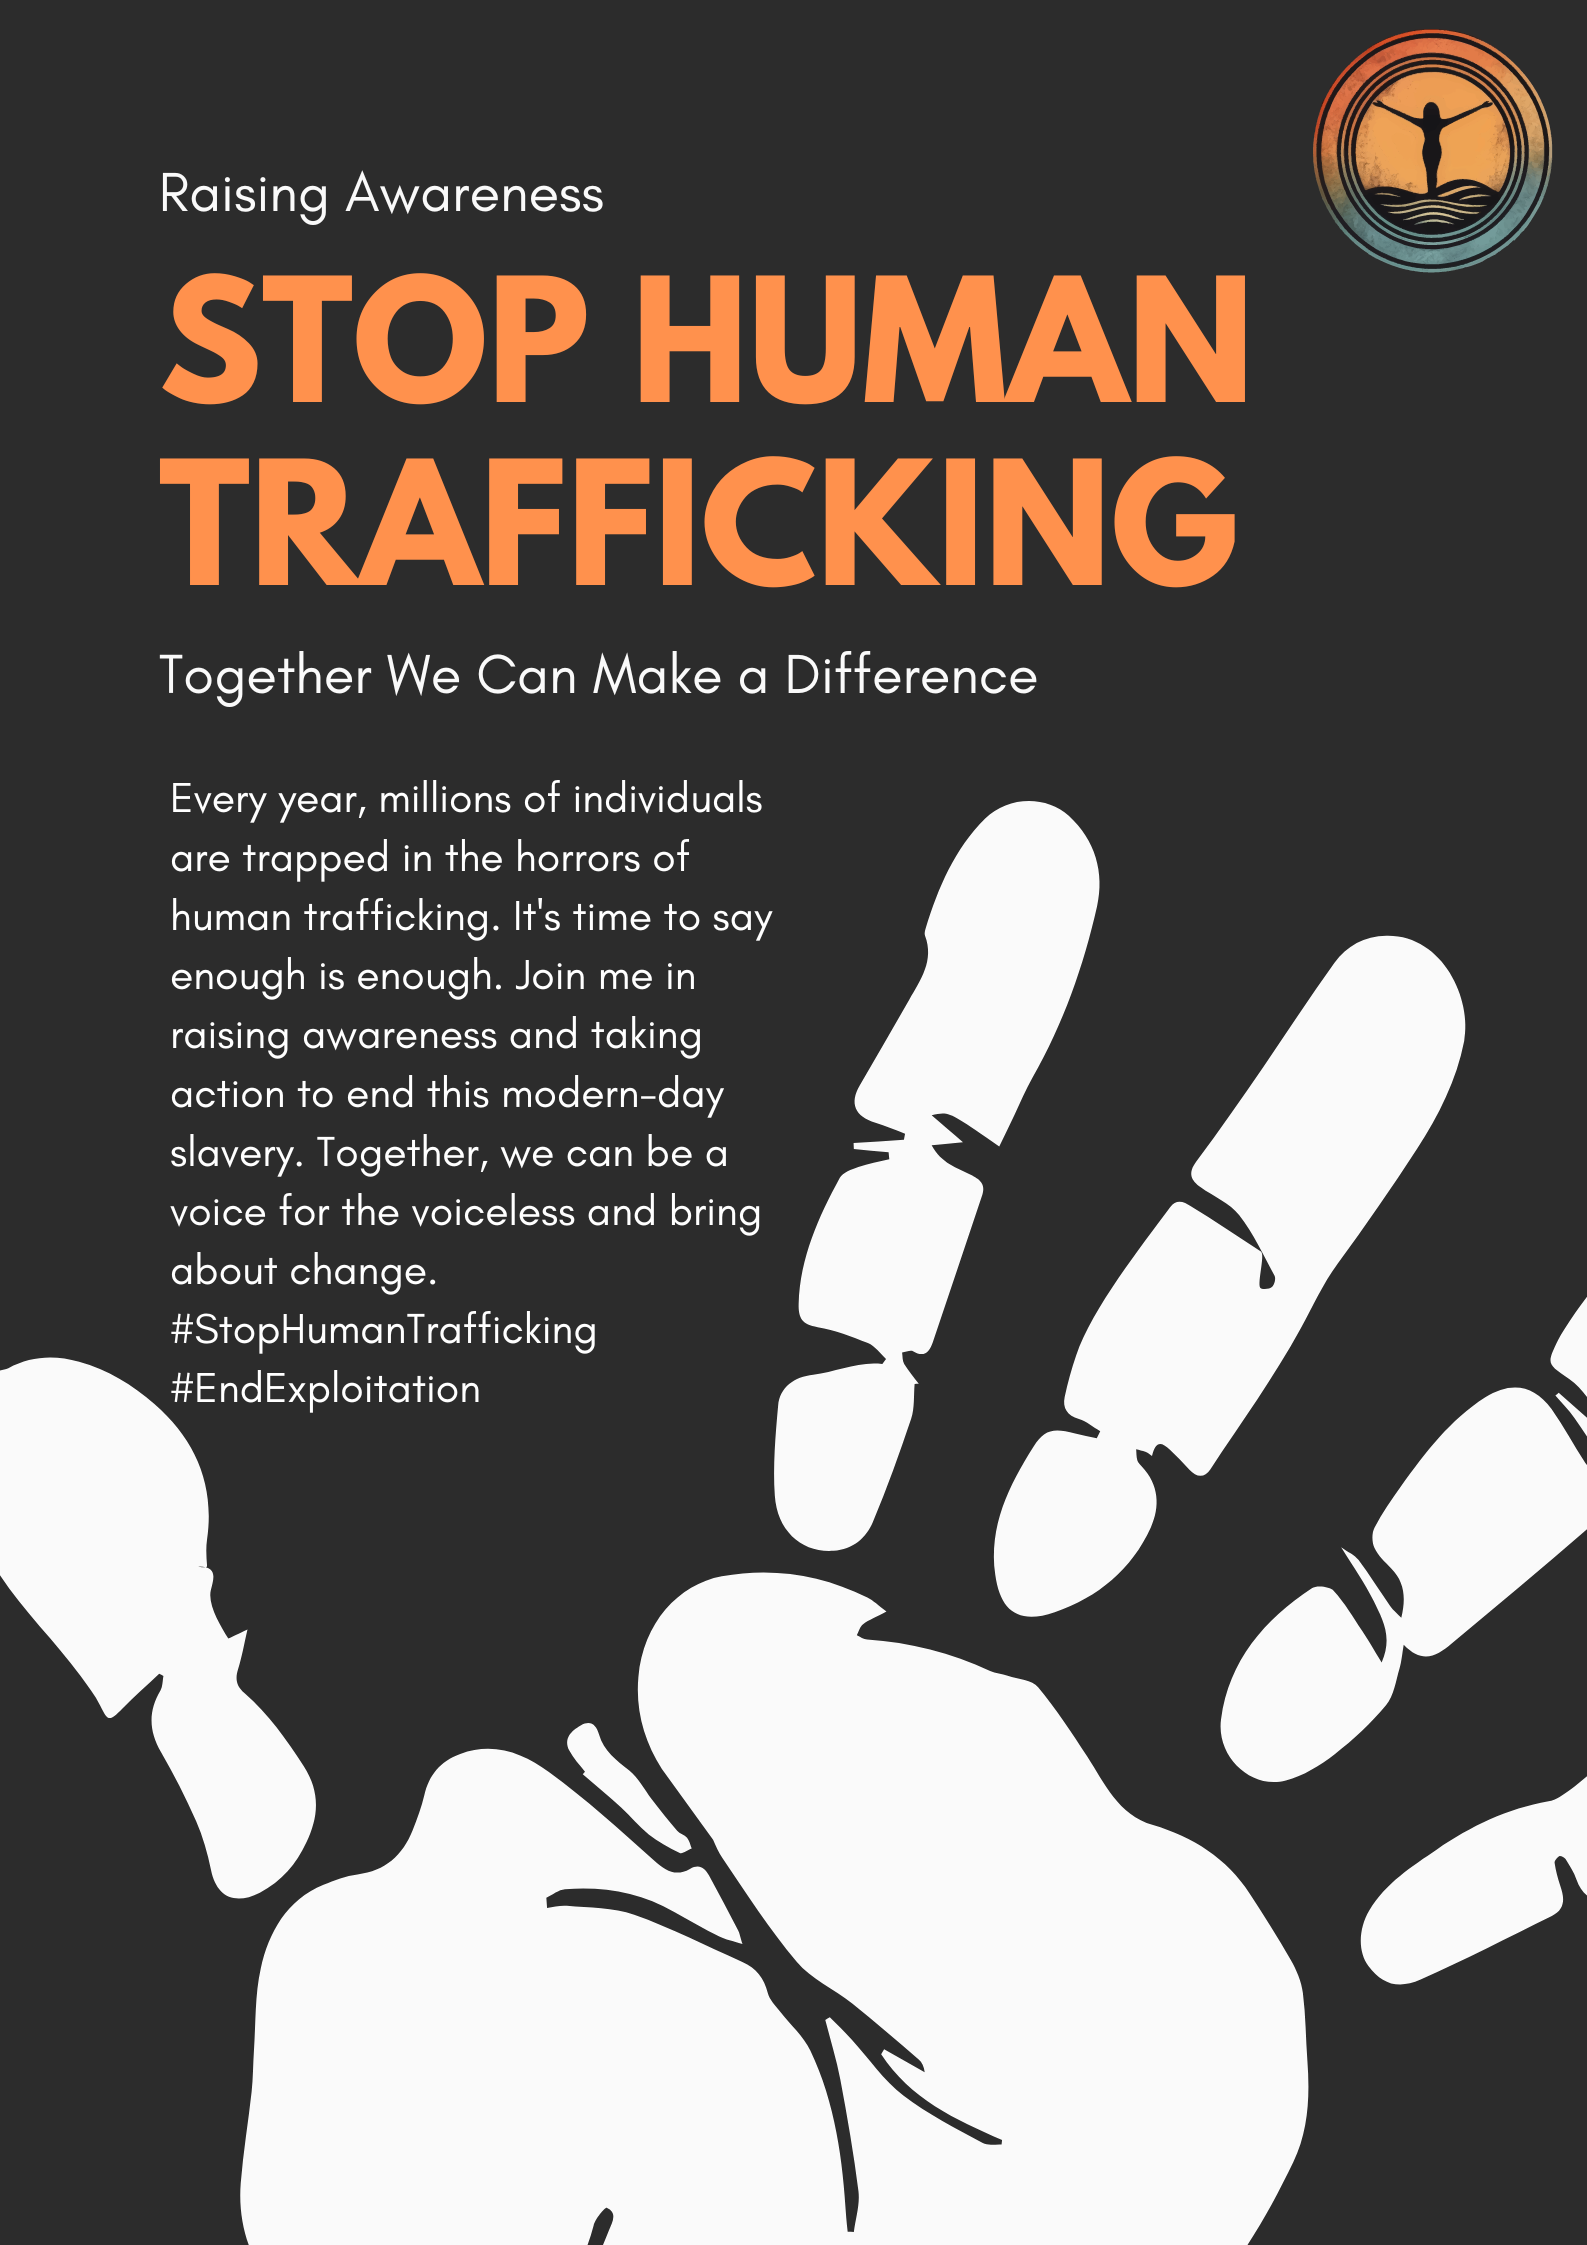 Raising Awareness
STOP HUMAN
TRAFFICKING
Together We Can Make a Difference
Every year, millions of individuals
are trapped in the horrors of
human trafficking. It's time to say
enough is enough. Join me in
raising awareness and taking
action to end this modern-day
slavery. Together, we can be a
voice for the voiceless and bring
about change.
#StopHumanTrafficking
#EndExploitation